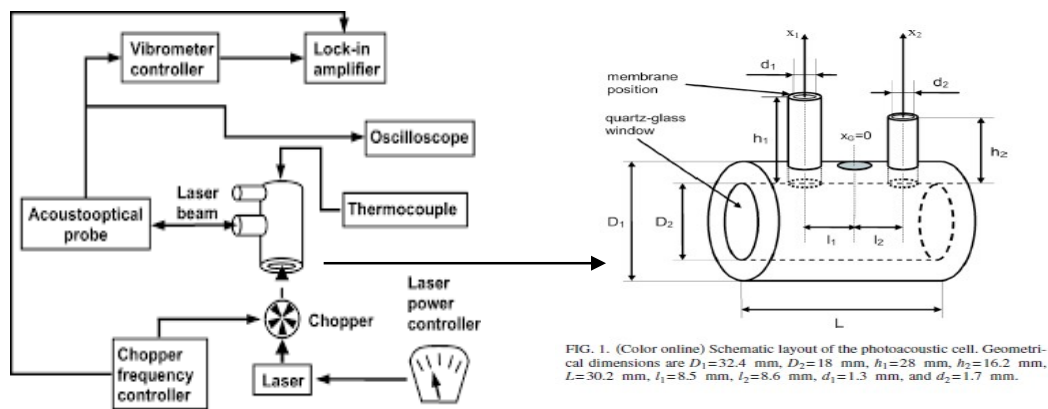 Vibrometer
controller
Lock-in
amplifier
Oscilloscope
Laser
beam
Acoustooptical
probe
Thermocouple
Chopper
Laser
power
controller
Chopper
frequency
controller
Laser
x₁
x₂
d₁
d₂
membrane
position
quartz-glass
window
h₁
x₀=0
h₂
D₁
D₂
l₁
l₂
L
FIG. 1. (Color online) Schematic layout of the photoacoustic cell. Geometri-
cal dimensions are D₁=32.4 mm, D₂=18 mm, h₁=28 mm, h₂=16.2 mm,
L=30.2 mm, l₁=8.5 mm, l₂=8.6 mm, d₁=1.3 mm, and d₂=1.7 mm.